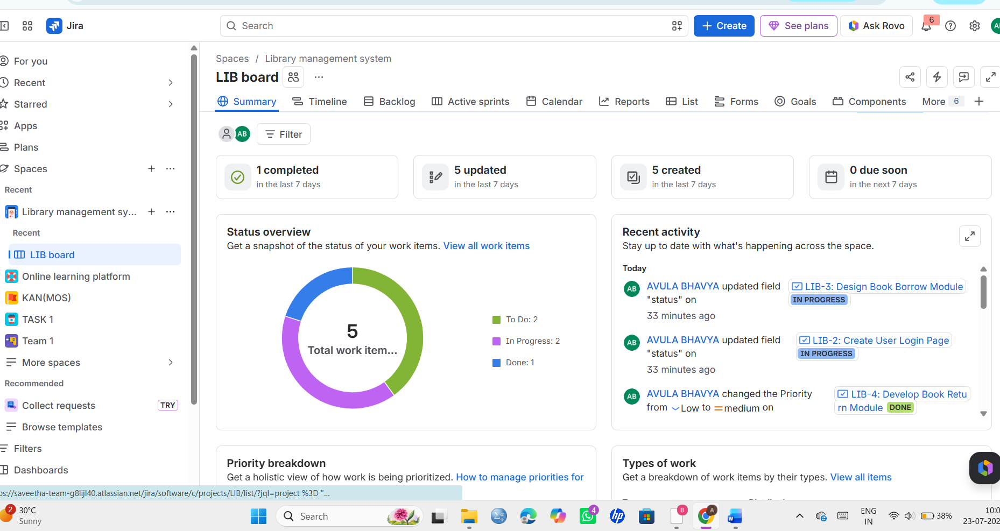 Jira
Search
Create
See plans
Ask Rovo
6
For you
Recent
Starred
Apps
Plans
Spaces
Recent
Library management sy...
Recent
LIB board
Online learning platform
KAN(MOS)
TASK 1
Team 1
More spaces
Recommended
Collect requests TRY
Browse templates
Filters
Dashboards
Spaces / Library management system
LIB board
Summary Timeline Backlog Active sprints Calendar Reports List Forms Goals Components More 6
AB Filter
1 completed
in the last 7 days
5 updated
in the last 7 days
5 created
in the last 7 days
0 due soon
in the next 7 days
Status overview
Get a snapshot of the status of your work items. View all work items
5
Total work item...
To Do: 2
In Progress: 2
Done: 1
Recent activity
Stay up to date with what's happening across the space.
Today
AB AVULA BHAVYA updated field "status" on
LIB-3: Design Book Borrow Module
IN PROGRESS
33 minutes ago
AB AVULA BHAVYA updated field "status" on
LIB-2: Create User Login Page
IN PROGRESS
33 minutes ago
AB AVULA BHAVYA changed the Priority
from Low to medium on
LIB-4: Develop Book Retu
rn Module DONE
Priority breakdown
Get a holistic view of how work is being prioritized. How to manage priorities for
Types of work
Get a breakdown of work items by their types. View all items
ps://saveetha-team-g8lijl40.atlassian.net/jira/software/c/projects/LIB/list/?jql=project %3D "...
2
30°C
Sunny
Search
4
B
A
ENG
IN
38%
10:0
23-07-202